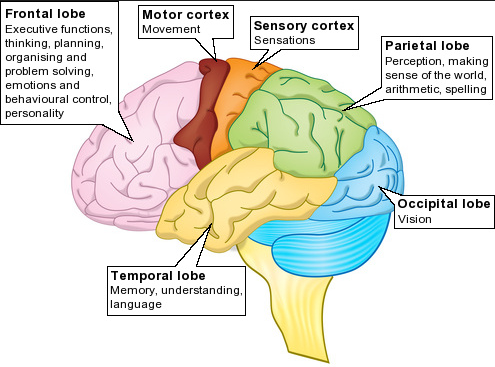 Frontal lobe
Executive functions,
thinking, planning,
organising and
problem solving,
emotions and
behavioural control,
personality
Motor cortex
Movement
Sensory cortex
Sensations
Parietal lobe
Perception, making
sense of the world,
arithmetic, spelling
Occipital lobe
Vision
Temporal lobe
Memory, understanding,
language